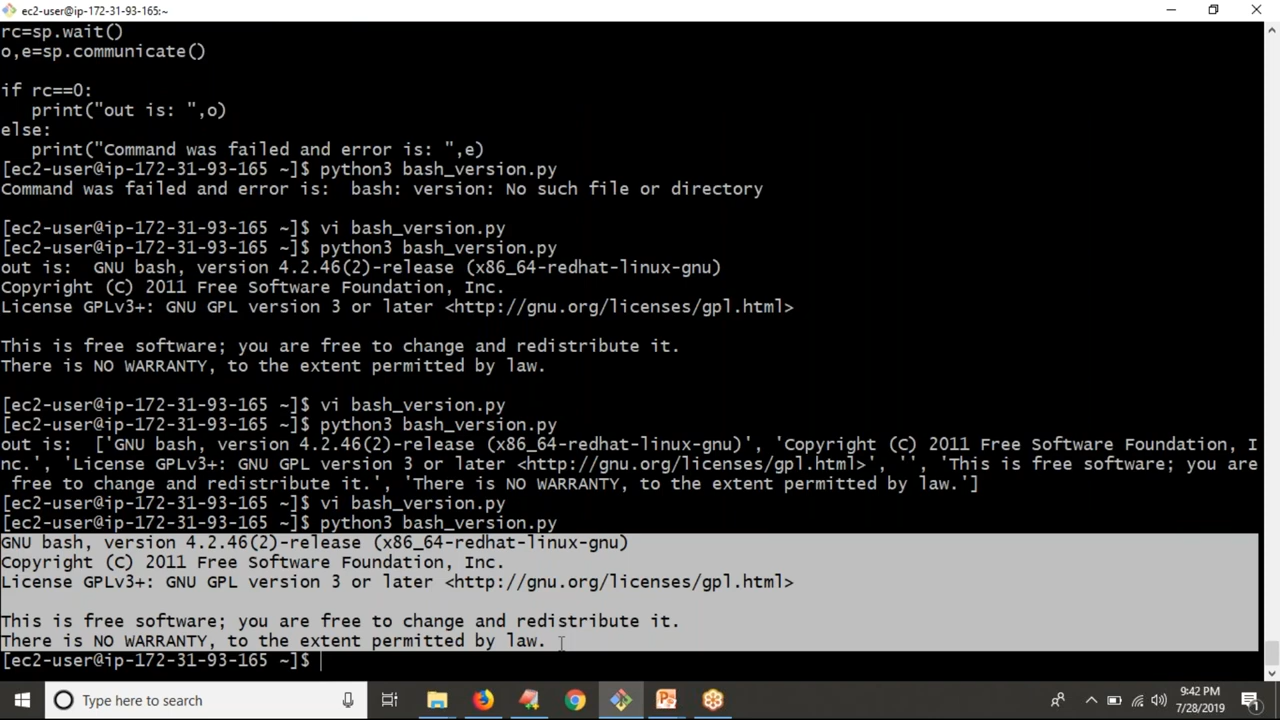 ec2-user@ip-172-31-93-165:~
rc=sp.wait()
o,e=sp.communicate()
if rc==0:
   print("out is: ",o)
else:
   print("Command was failed and error is: ",e)
[ec2-user@ip-172-31-93-165 ~]$ python3 bash_version.py
Command was failed and error is:  bash: version: No such file or directory
[ec2-user@ip-172-31-93-165 ~]$ vi bash_version.py
[ec2-user@ip-172-31-93-165 ~]$ python3 bash_version.py
out is:  GNU bash, version 4.2.46(2)-release (x86_64-redhat-linux-gnu)
Copyright (C) 2011 Free Software Foundation, Inc.
License GPLv3+: GNU GPL version 3 or later <http://gnu.org/licenses/gpl.html>
This is free software; you are free to change and redistribute it.
There is NO WARRANTY, to the extent permitted by law.
[ec2-user@ip-172-31-93-165 ~]$ vi bash_version.py
[ec2-user@ip-172-31-93-165 ~]$ python3 bash_version.py
out is:  ['GNU bash, version 4.2.46(2)-release (x86_64-redhat-linux-gnu)', 'Copyright (C) 2011 Free Software Foundation, I
nc.', 'License GPLv3+: GNU GPL version 3 or later <http://gnu.org/licenses/gpl.html>', '', 'This is free software; you are
 free to change and redistribute it.', 'There is NO WARRANTY, to the extent permitted by law.']
[ec2-user@ip-172-31-93-165 ~]$ vi bash_version.py
[ec2-user@ip-172-31-93-165 ~]$ python3 bash_version.py
GNU bash, version 4.2.46(2)-release (x86_64-redhat-linux-gnu)
Copyright (C) 2011 Free Software Foundation, Inc.
License GPLv3+: GNU GPL version 3 or later <http://gnu.org/licenses/gpl.html>
This is free software; you are free to change and redistribute it.
There is NO WARRANTY, to the extent permitted by law.
[ec2-user@ip-172-31-93-165 ~]$
Type here to search
9:42 PM
7/28/2019
1